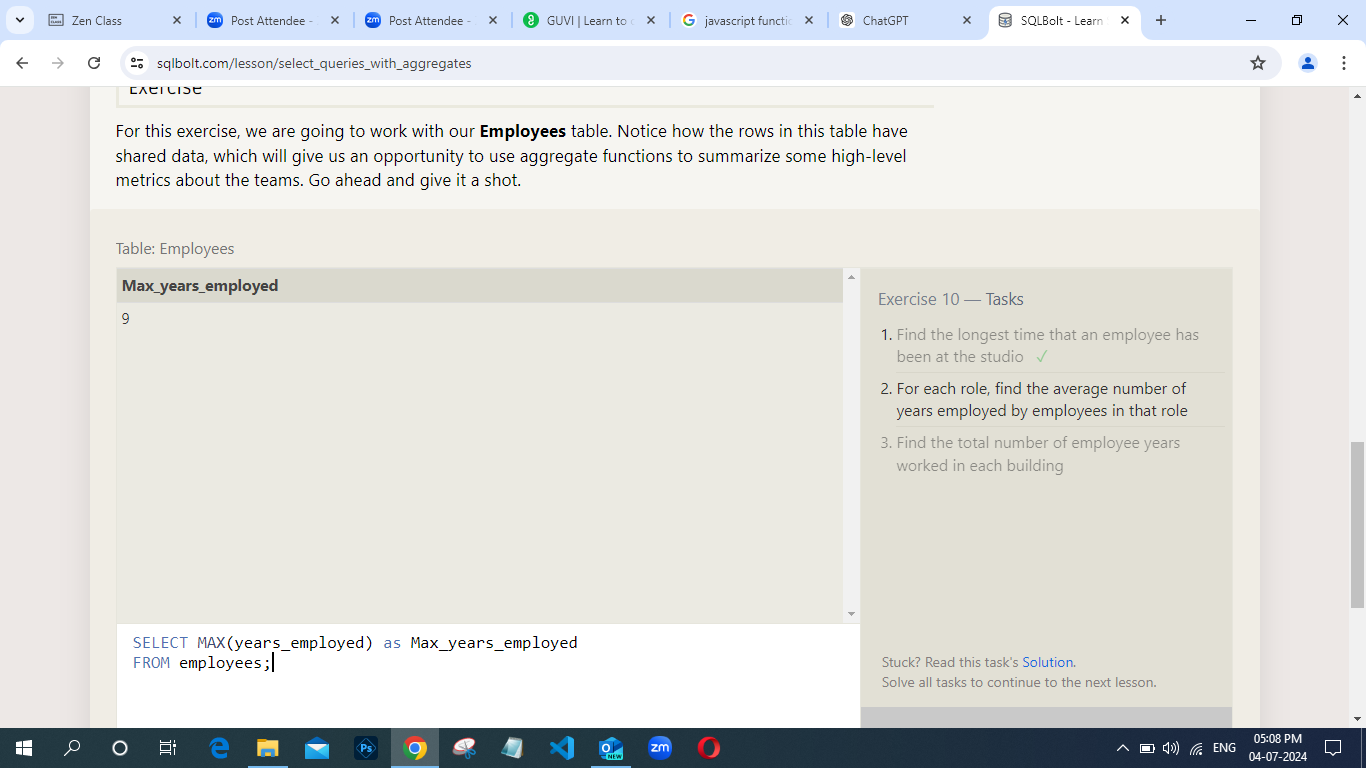 Zen Class
Post Attendee -
Post Attendee -
GUVI | Learn to c
javascript functio
ChatGPT
SQLBolt - Learn S
sqlbolt.com/lesson/select_queries_with_aggregates
Exercise
For this exercise, we are going to work with our Employees table. Notice how the rows in this table have
shared data, which will give us an opportunity to use aggregate functions to summarize some high-level
metrics about the teams. Go ahead and give it a shot.
Table: Employees
Max_years_employed
9
Exercise 10 — Tasks
1. Find the longest time that an employee has
been at the studio ✓
2. For each role, find the average number of
years employed by employees in that role
3. Find the total number of employee years
worked in each building
SELECT MAX(years_employed) as Max_years_employed
FROM employees;
Stuck? Read this task's Solution.
Solve all tasks to continue to the next lesson.
Ps
NEW
zm
ENG
05:08 PM
04-07-2024